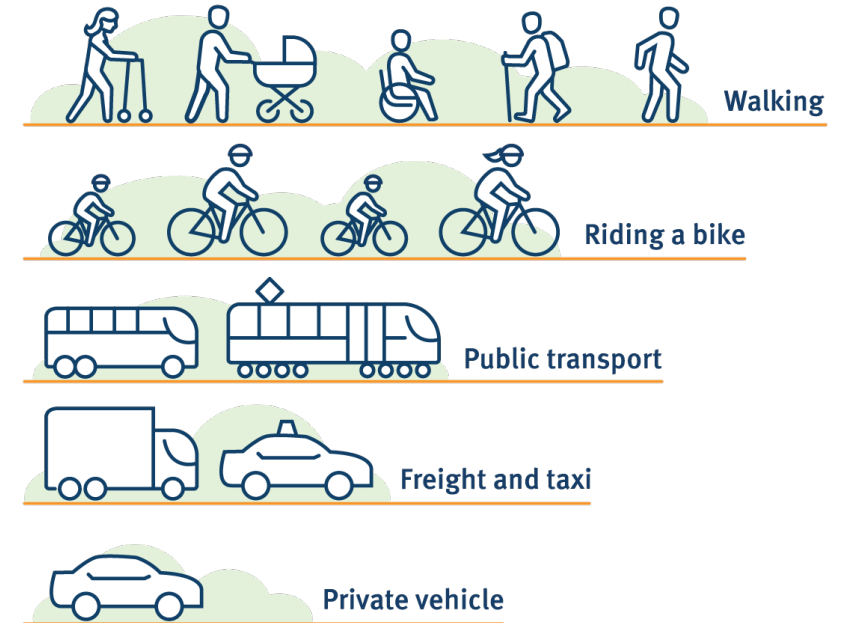 Walking
Riding a bike
Public transport
Freight and taxi
Private vehicle